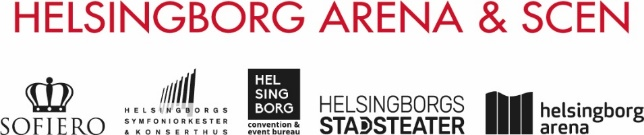 HELSINGBORG ARENA & SCEN
SOFIERO
HELSINGBORGS
SYMFONIORKESTER
& KONSERTHUS
HEL
SING
BORG
convention &
event bureau
HELSINGBORGS
STADSTEATER
helsingborg
arena